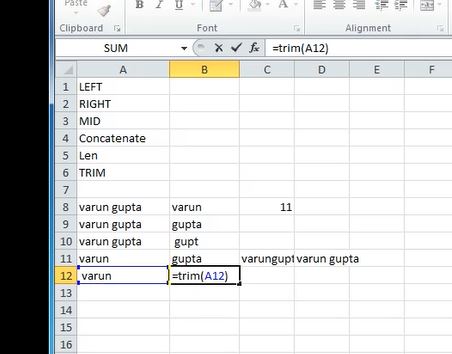 Paste
B I U A
Clipboard Font Alignment
SUM fx =trim(A12)
A B C D E F
1 LEFT
2 RIGHT
3 MID
4 Concatenate
5 Len
6 TRIM
7
8 varun gupta varun 11
9 varun gupta gupta
10 varun gupta gupt
11 varun gupta varungupt varun gupta
12 varun =trim(A12)
13
14
15
16